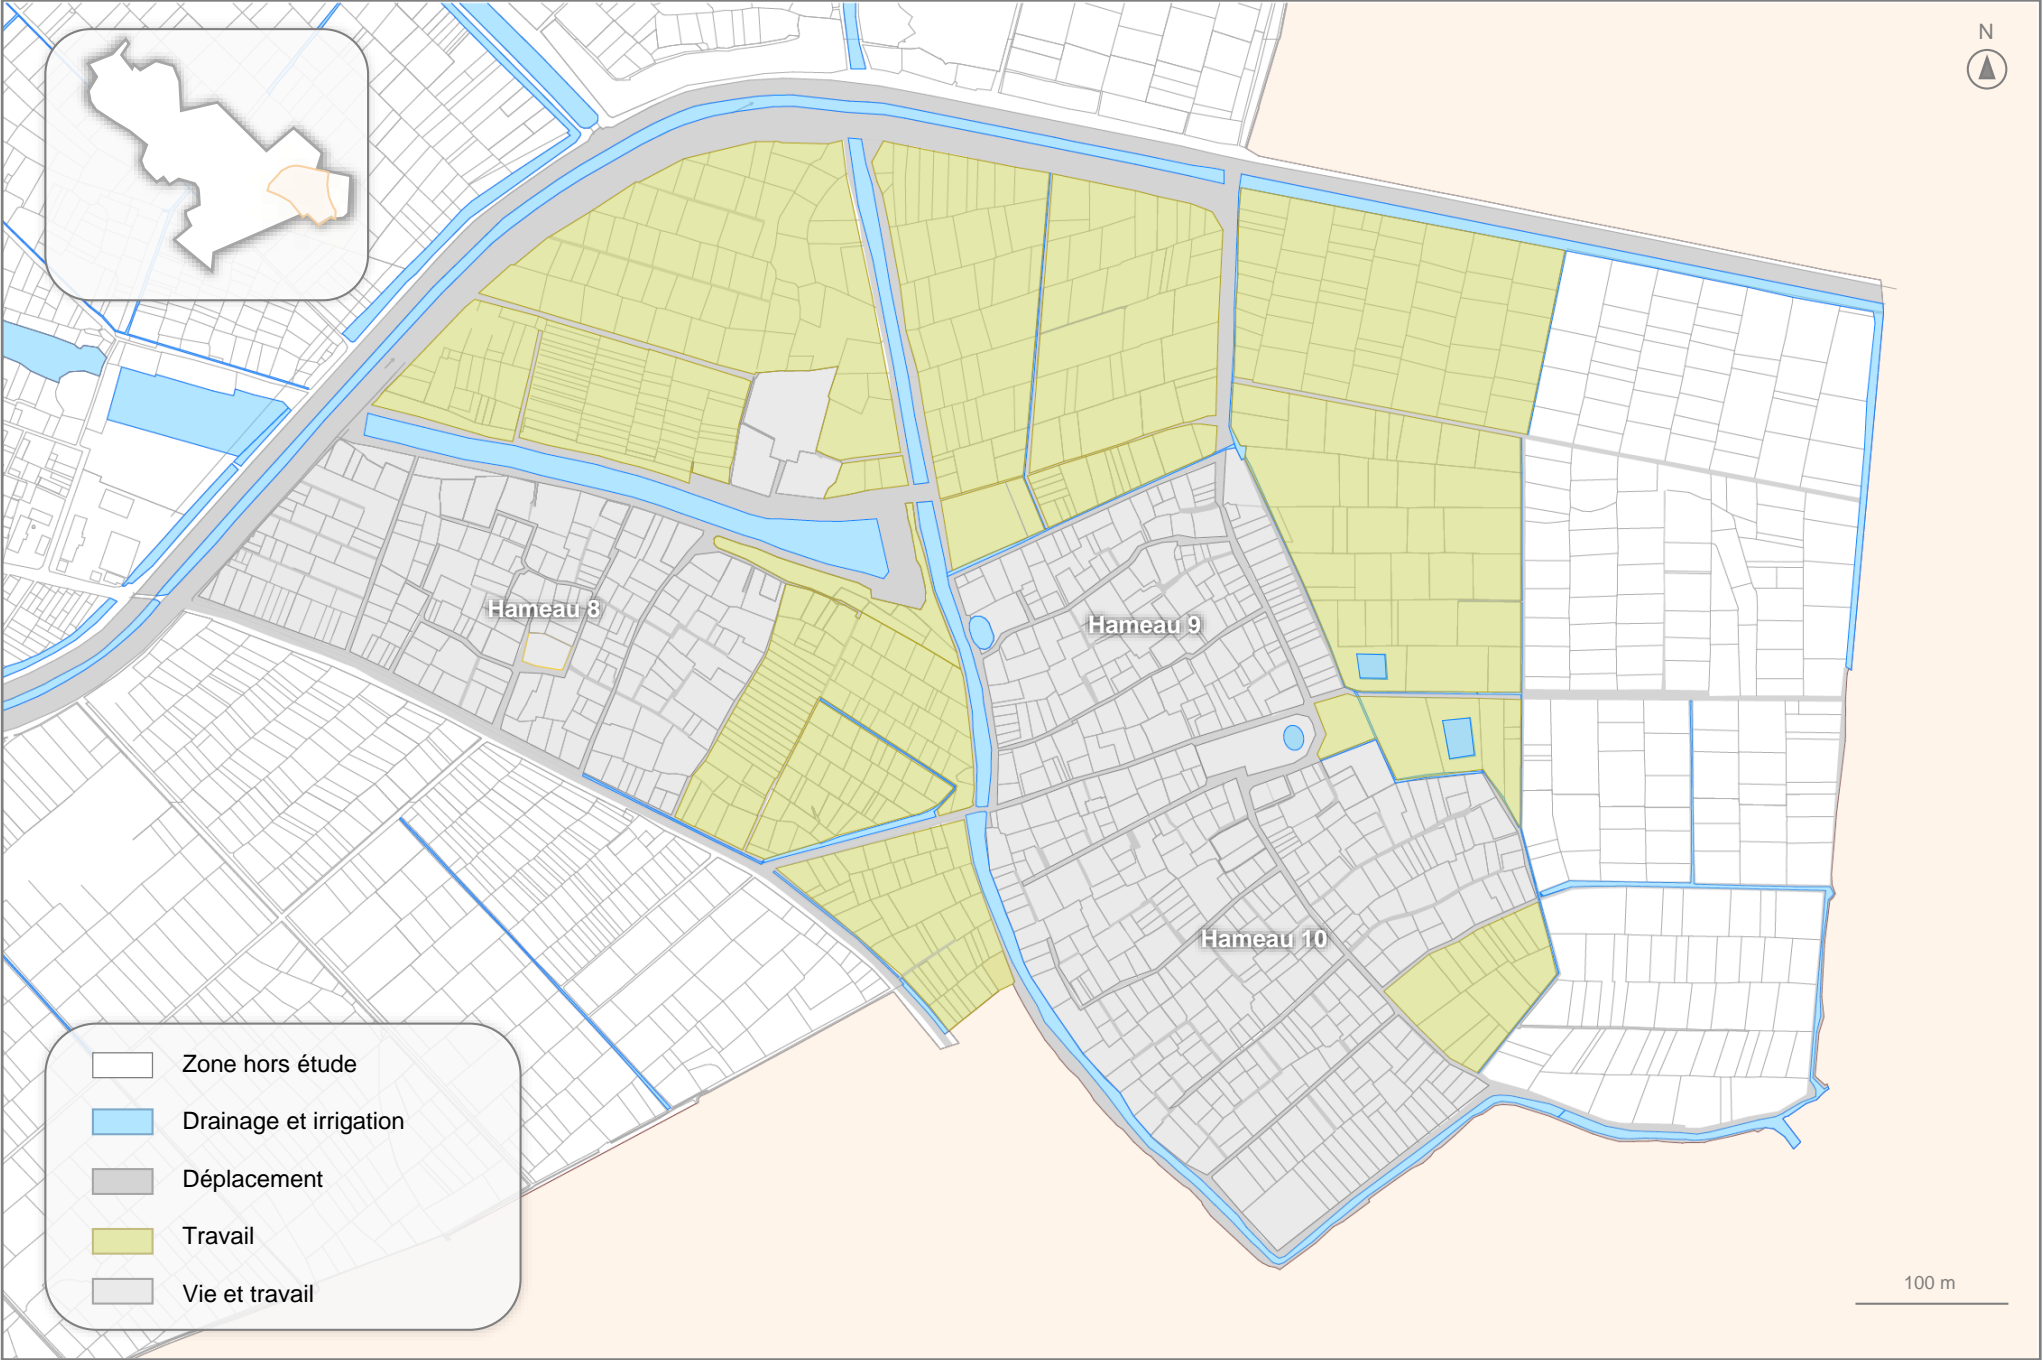 N
Hameau 8
Hameau 9
Hameau 10
Zone hors étude
Drainage et irrigation
Déplacement
Travail
Vie et travail
100 m